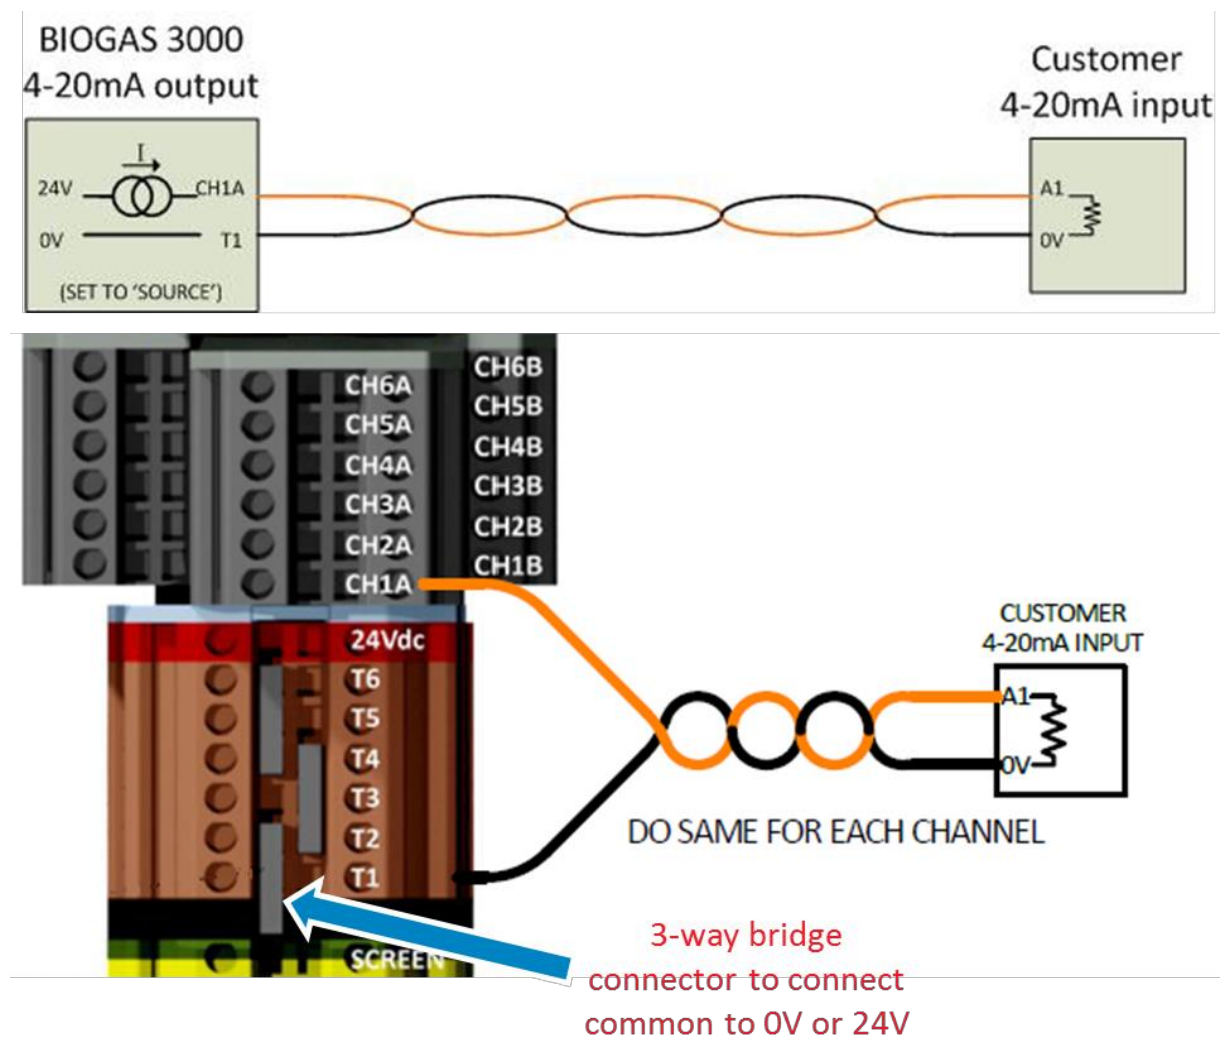 BIOGAS 3000
4-20mA output
Customer
4-20mA input
I
24V
CH1A
0V
T1
(SET TO 'SOURCE')
A1
0V
CH6A
CH5A
CH4A
CH3A
CH2A
CH1A
CH6B
CH5B
CH4B
CH3B
CH2B
CH1B
24Vdc
T6
T5
T4
T3
T2
T1
SCREEN
CUSTOMER
4-20mA INPUT
A1
0V
DO SAME FOR EACH CHANNEL
3-way bridge
connector to connect
common to 0V or 24V